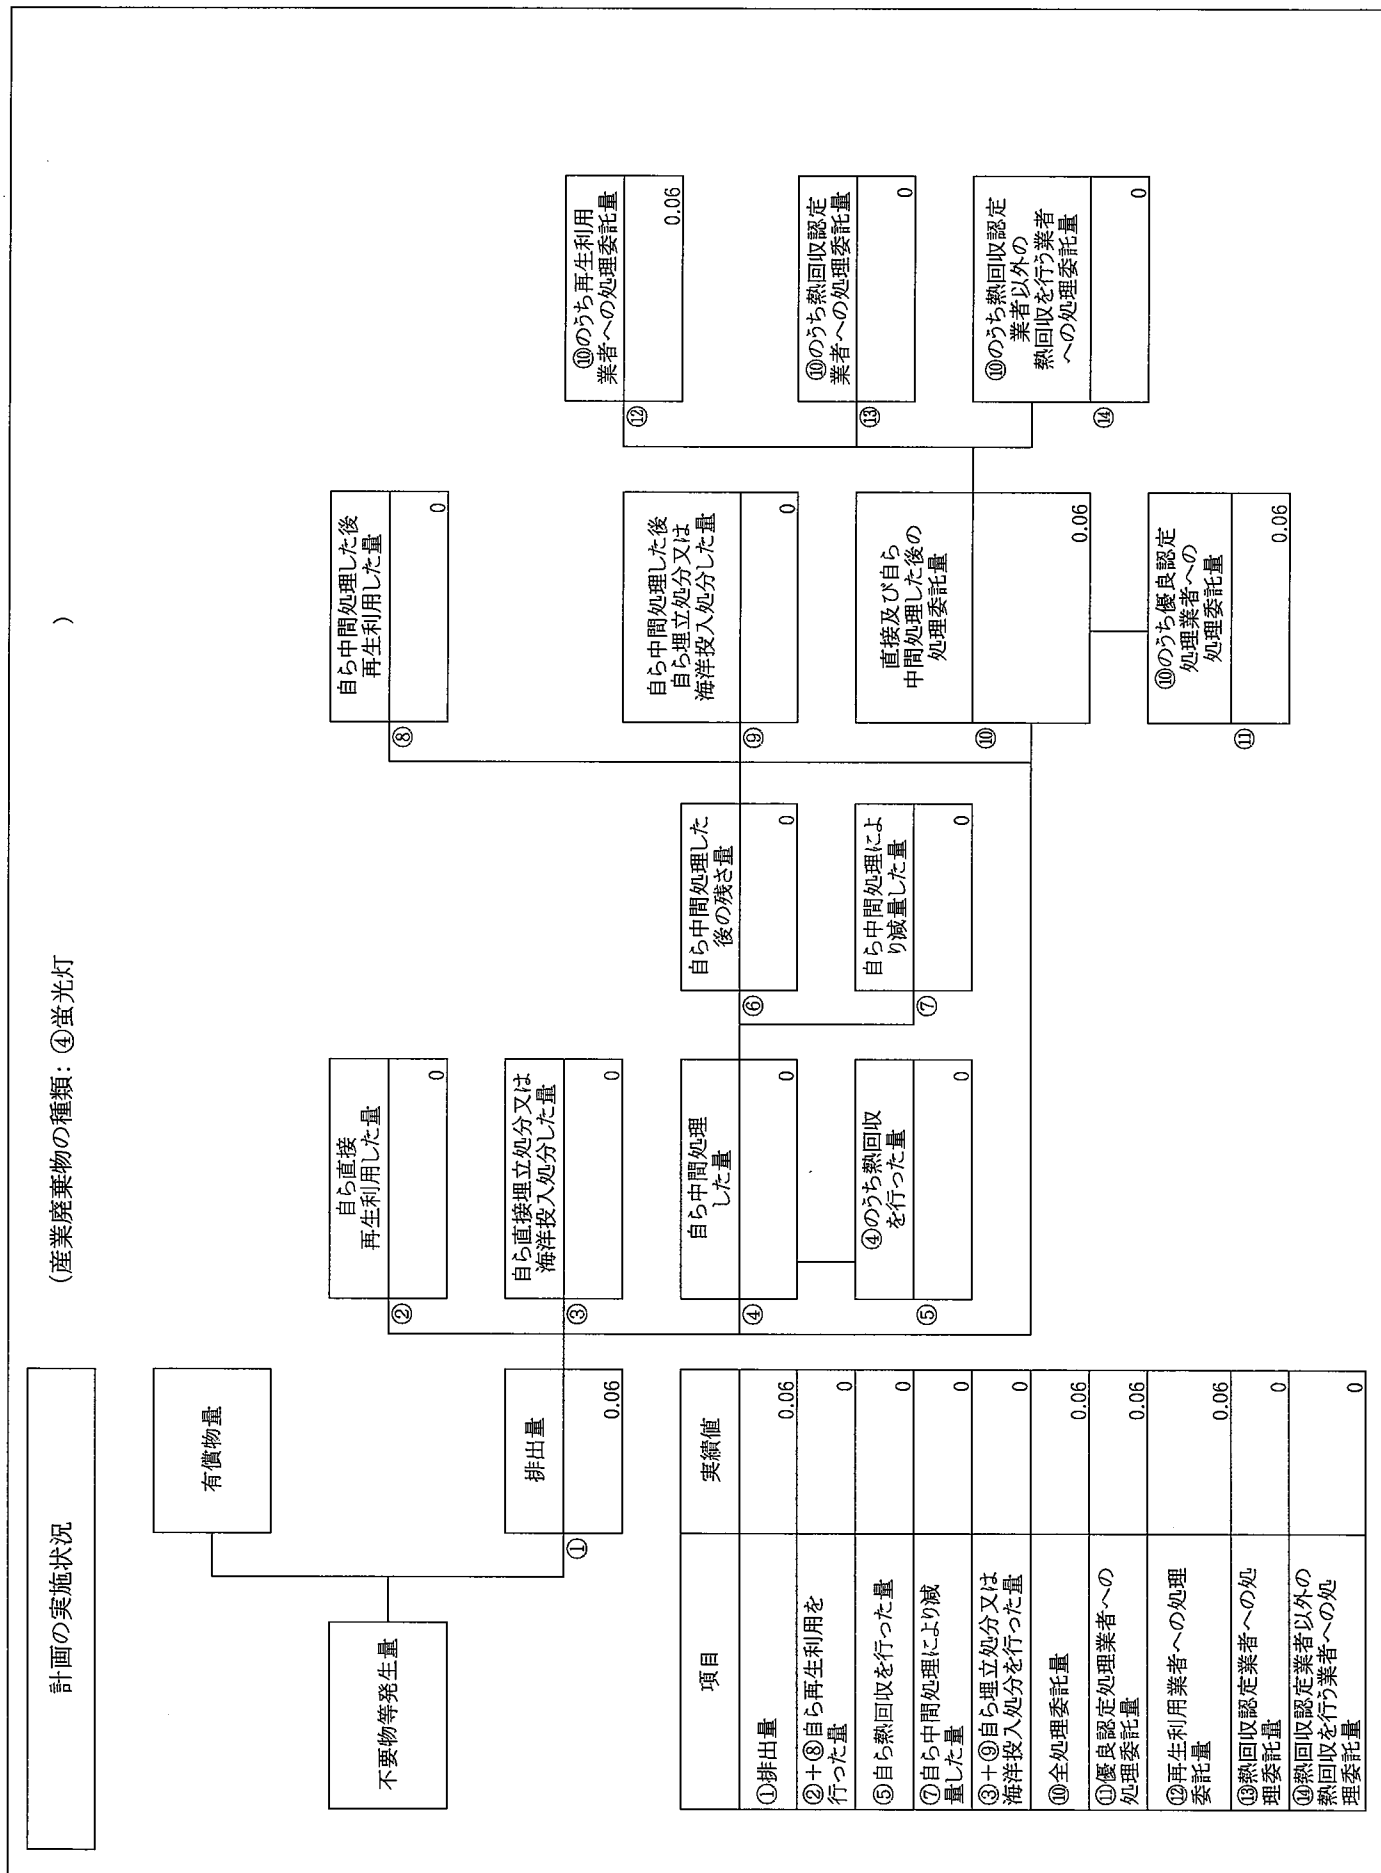 計画の実施状況
(産業廃棄物の種類: ④蛍光灯 )
不要物等発生量
有償物量
①
排出量
0.06
②
自ら直接
再生利用した量
0
③
自ら直接埋立処分又は
海洋投入処分した量
0
④
自ら中間処理
した量
0
⑤
④のうち熱回収
を行った量
0
⑥
自ら中間処理した
後の残さ量
0
⑦
自ら中間処理によ
り減量した量
0
⑧
自ら中間処理した後
再生利用した量
0
⑨
自ら中間処理した後
自ら埋立処分又は
海洋投入処分した量
0
⑩
直接及び自ら
中間処理した後の
処理委託量
0.06
⑪
⑩のうち優良認定
処理業者への
処理委託量
0.06
⑫
⑩のうち再生利用
業者への処理委託量
0.06
⑬
⑩のうち熱回収認定
業者への処理委託量
0
⑭
⑩のうち熱回収認定
業者以外の
熱回収を行う業者
への処理委託量
0
項目 実績値
①排出量 0.06
②+⑧自ら再生利用を
行った量 0
⑤自ら熱回収を行った量 0
⑦自ら中間処理により減
量した量 0
③+⑨自ら埋立処分又は
海洋投入処分を行った量 0
⑩全処理委託量 0.06
⑪優良認定処理業者への
処理委託量 0.06
⑫再生利用業者への処理
委託量 0.06
⑬熱回収認定業者への処
理委託量 0
⑭熱回収認定業者以外の
熱回収を行う業者への処
理委託量 0